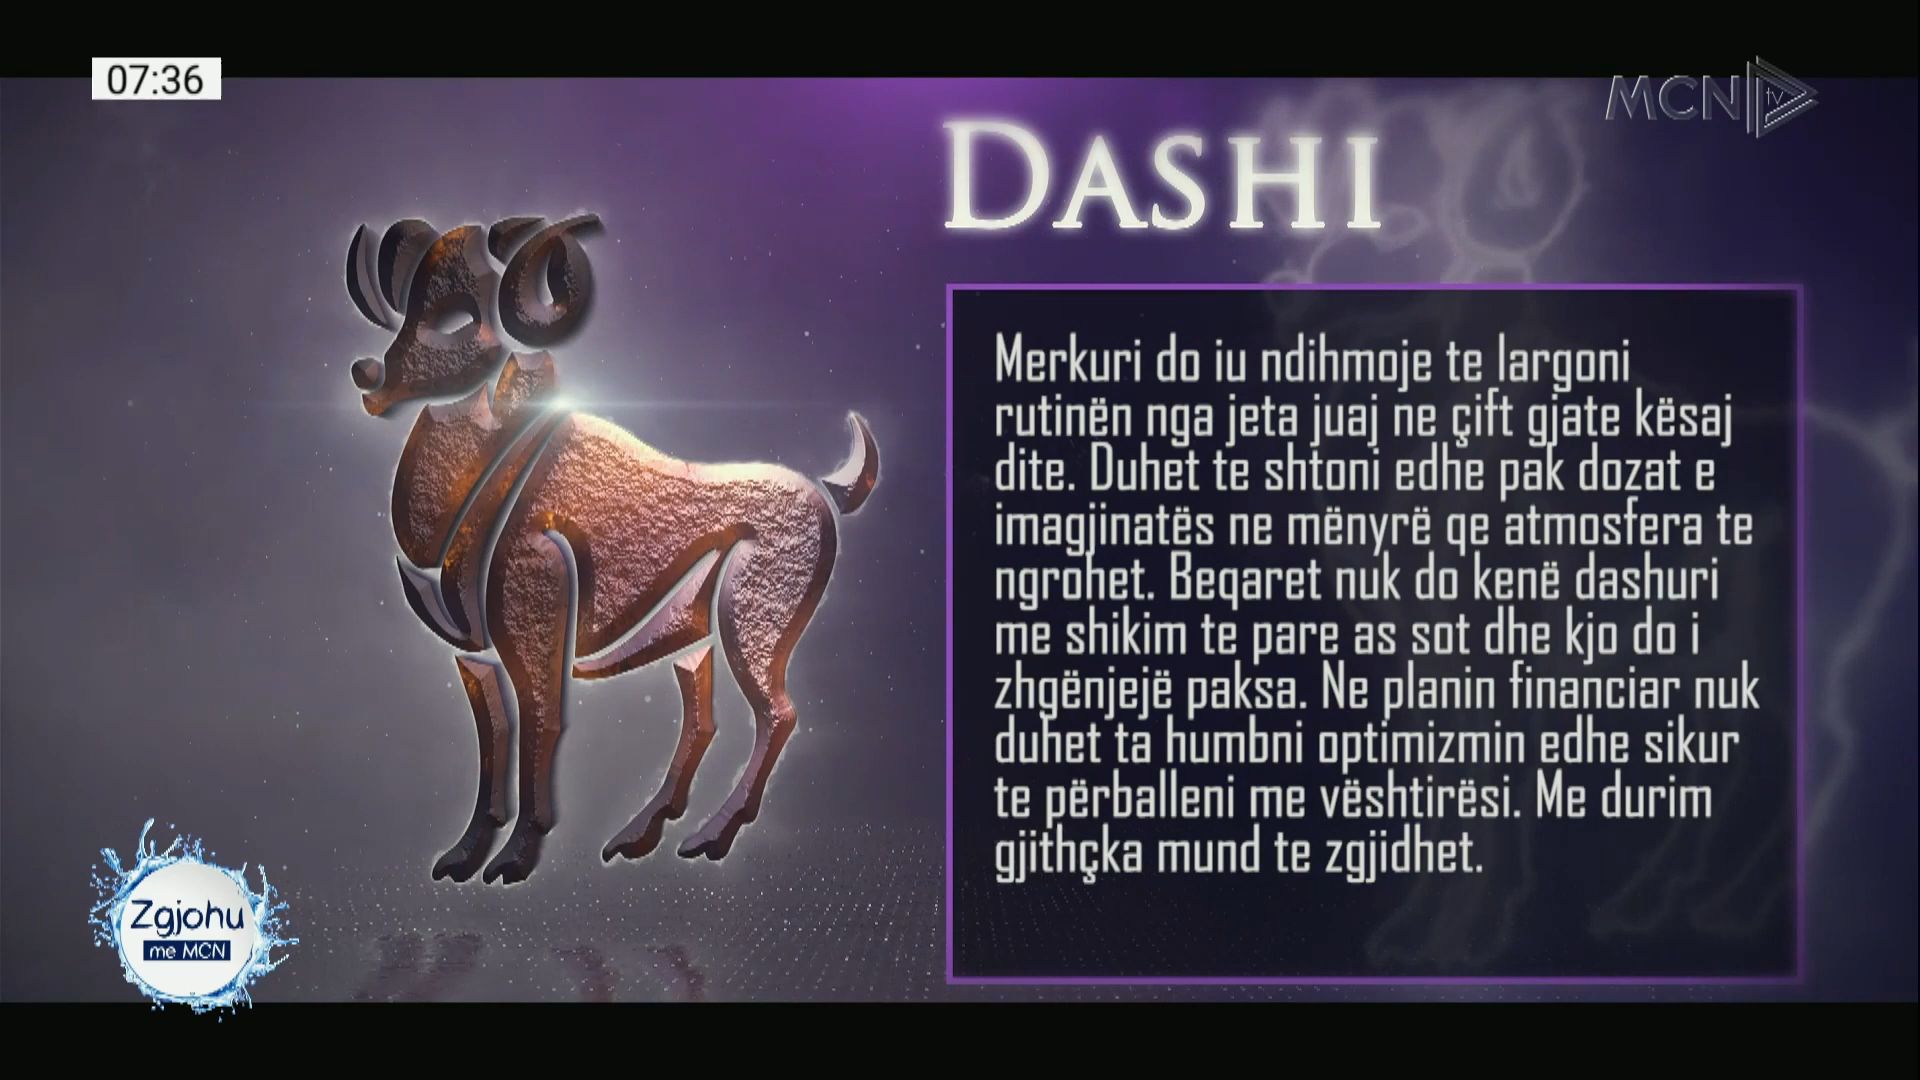 07:36
MCN tv
DASHI
Merkuri do iu ndihmoje te largoni
rutinën nga jeta juaj ne çift gjate kësaj
dite. Duhet te shtoni edhe pak dozat e
imagjinatës ne mënyrë qe atmosfera te
ngrohet. Beqaret nuk do kenë dashuri
me shikim te pare as sot dhe kjo do i
zhgënjejë paksa. Ne planin financiar nuk
duhet ta humbni optimizmin edhe sikur
te përballeni me vështirësi. Me durim
gjithçka mund te zgjidhet.
Zgjohu
me MCN